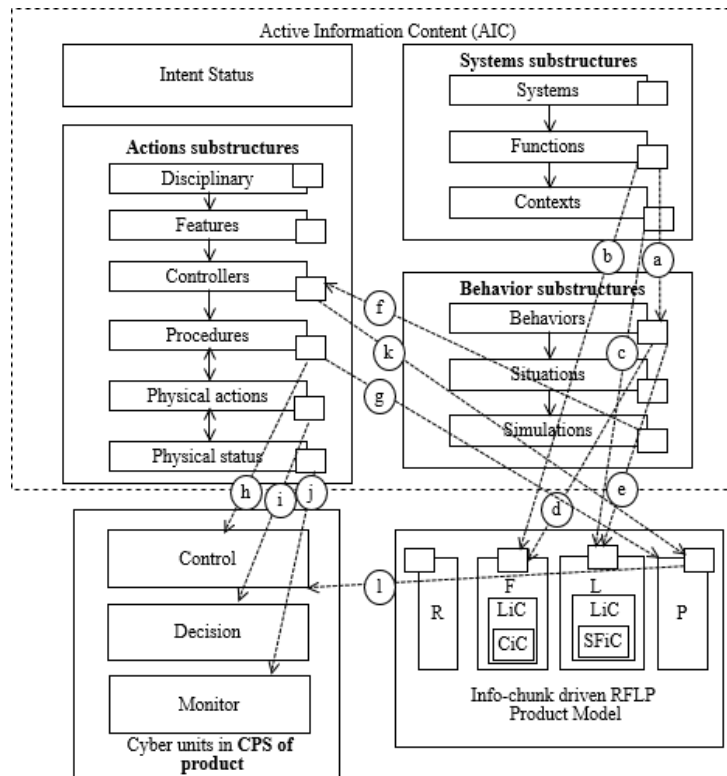 Active Information Content (AIC)
Intent Status
Actions substructures
Disciplinary
Features
Controllers
Procedures
Physical actions
Physical status
Systems substructures
Systems
Functions
Contexts
b
a
Behavior substructures
Behaviors
Situations
Simulations
f
k
c
g
h
i
j
d
e
l
Control
Decision
Monitor
Cyber units in CPS of
product
R
F
LiC
CiC
L
LiC
SFiC
P
Info-chunk driven RFLP
Product Model